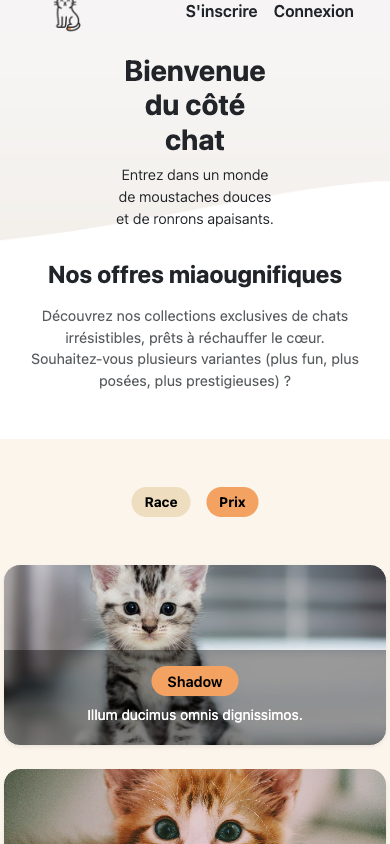 S'inscrire Connexion
Bienvenue
du côté
chat
Entrez dans un monde
de moustaches douces
et de ronrons apaisants.
Nos offres miaougnifiques
Découvrez nos collections exclusives de chats
irrésistibles, prêts à réchauffer le cœur.
Souhaitez-vous plusieurs variantes (plus fun, plus
posées, plus prestigieuses) ?
Race Prix
Shadow
Illum ducimus omnis dignissimos.